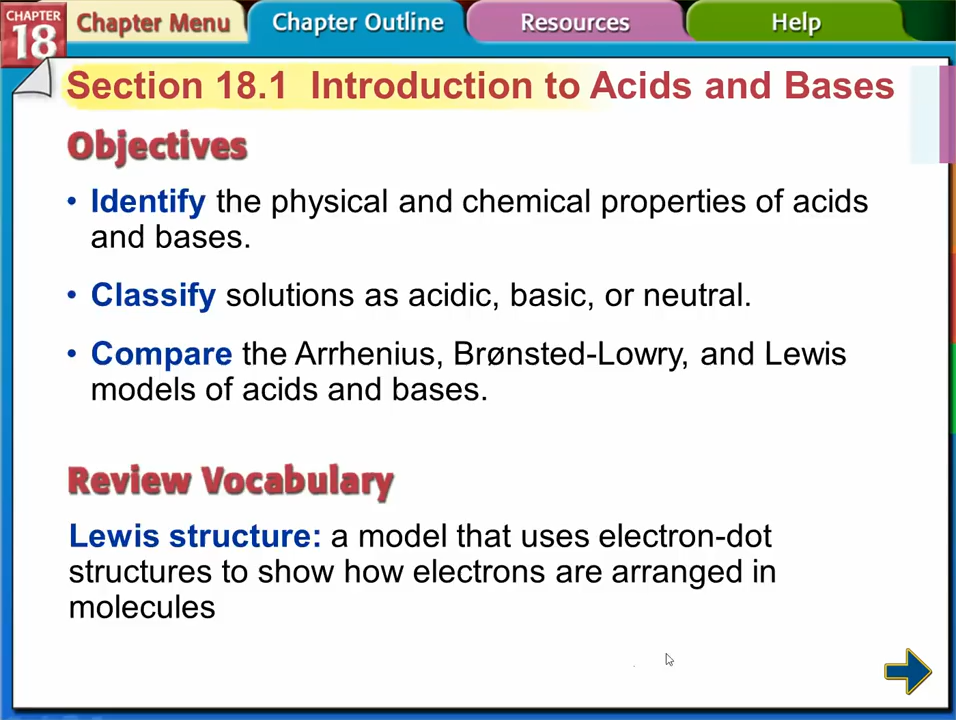 CHAPTER
18
Chapter Menu
Chapter Outline
Resources
Help
Section 18.1 Introduction to Acids and Bases
Objectives
• Identify the physical and chemical properties of acids
and bases.
• Classify solutions as acidic, basic, or neutral.
• Compare the Arrhenius, Brønsted-Lowry, and Lewis
models of acids and bases.
Review Vocabulary
Lewis structure: a model that uses electron-dot
structures to show how electrons are arranged in
molecules